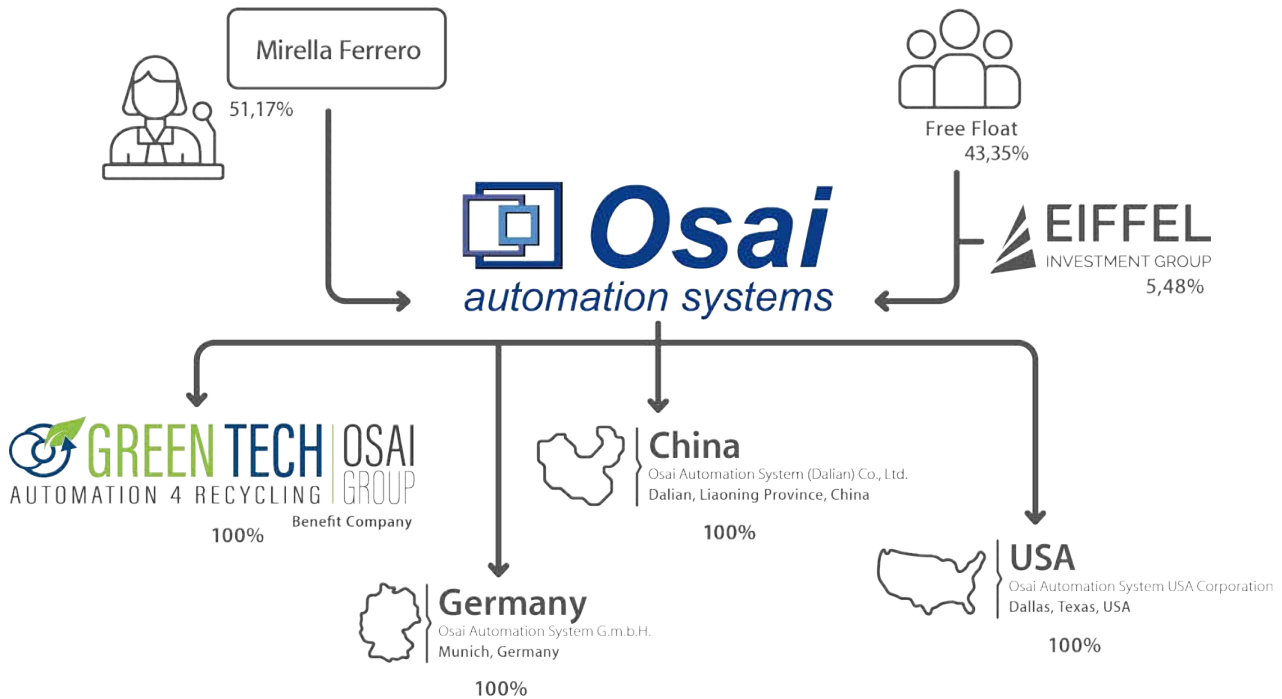 Mirella Ferrero
51,17%
Free Float
43,35%
EIFFEL
INVESTMENT GROUP
5,48%
Osai
automation systems
GREEN TECH
AUTOMATION 4 RECYCLING
OSAI
GROUP
Benefit Company
100%
China
Osai Automation System (Dalian) Co., Ltd.
Dalian, Liaoning Province, China
100%
Germany
Osai Automation System G.m.b.H.
Munich, Germany
100%
USA
Osai Automation System USA Corporation
Dallas, Texas, USA
100%